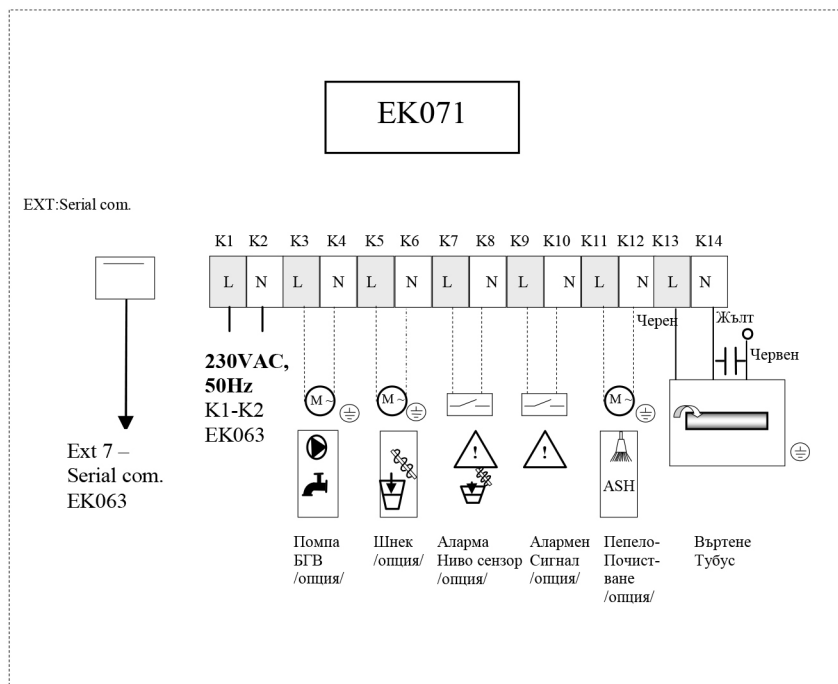 EK071
EXT:Serial com.
K1 K2 K3 K4 K5 K6 K7 K8 K9 K10 K11 K12 K13 K14
L N L N L N L N L N L N L N
Черен Жълт
Червен
230VAC,
50Hz
K1-K2
EK063
M~ M~ M~
! !
ASH
Ext 7 –
Serial com.
EK063
Помпа
БГВ
/опция/
Шнек
/опция/
Аларма
Ниво сензор
/опция/
Алармен
Сигнал
/опция/
Пепело-
Почист-
ване
/опция/
Въртене
Тубус